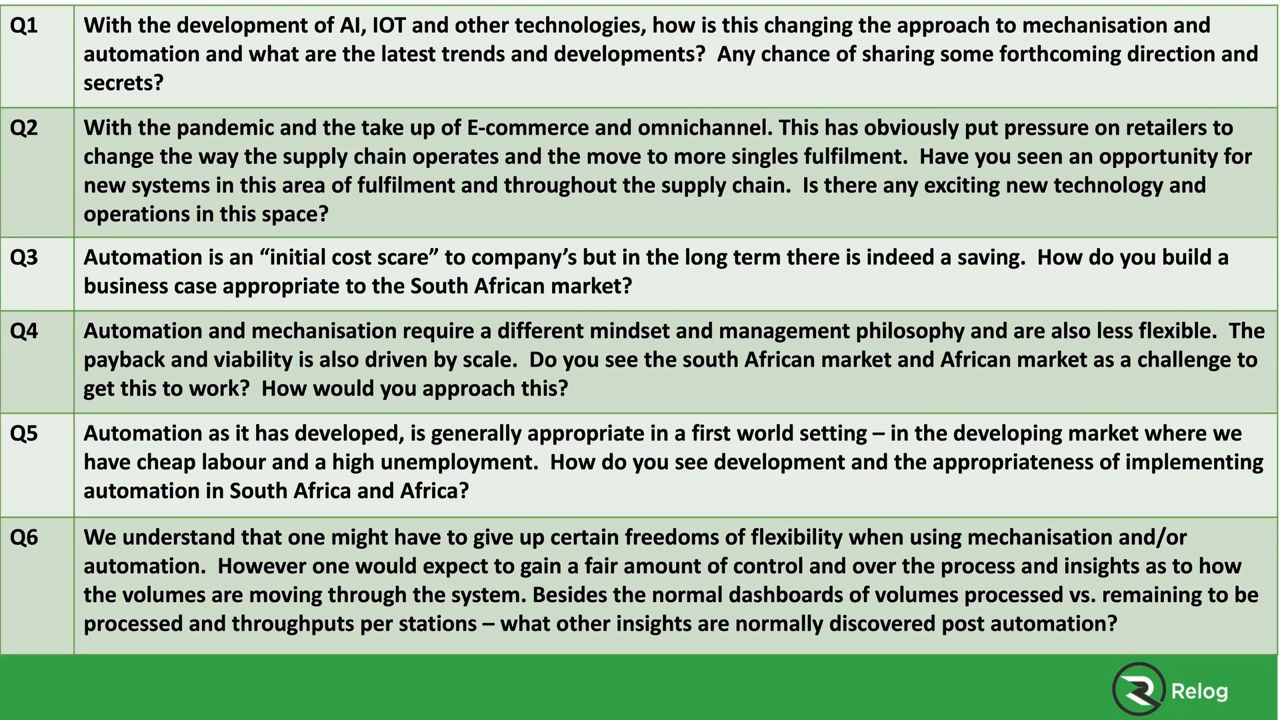 Q1
With the development of AI, IOT and other technologies, how is this changing the approach to mechanisation and
automation and what are the latest trends and developments?  Any chance of sharing some forthcoming direction and
secrets?
Q2
With the pandemic and the take up of E-commerce and omnichannel. This has obviously put pressure on retailers to
change the way the supply chain operates and the move to more singles fulfilment.  Have you seen an opportunity for
new systems in this area of fulfilment and throughout the supply chain.  Is there any exciting new technology and
operations in this space?
Q3
Automation is an “initial cost scare” to company’s but in the long term there is indeed a saving.  How do you build a
business case appropriate to the South African market?
Q4
Automation and mechanisation require a different mindset and management philosophy and are also less flexible.  The
payback and viability is also driven by scale.  Do you see the south African market and African market as a challenge to
get this to work?  How would you approach this?
Q5
Automation as it has developed, is generally appropriate in a first world setting – in the developing market where we
have cheap labour and a high unemployment.  How do you see development and the appropriateness of implementing
automation in South Africa and Africa?
Q6
We understand that one might have to give up certain freedoms of flexibility when using mechanisation and/or
automation.  However one would expect to gain a fair amount of control and over the process and insights as to how
the volumes are moving through the system. Besides the normal dashboards of volumes processed vs. remaining to be
processed and throughputs per stations – what other insights are normally discovered post automation?
Relog